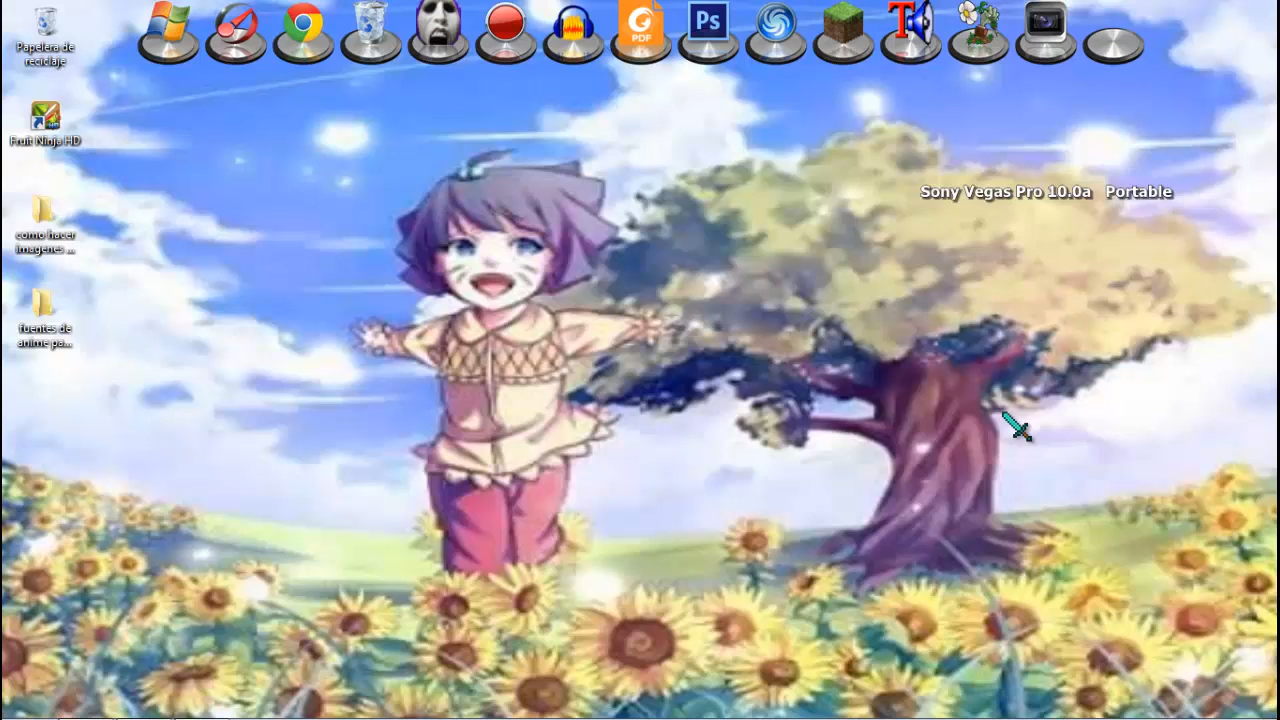 PDF
Ps
T
Papelera de
reciclaje
Fruit Ninja HD
Sony Vegas Pro 10.0a Portable
como hacer
imagenes ...
fuentes de
anime pa...